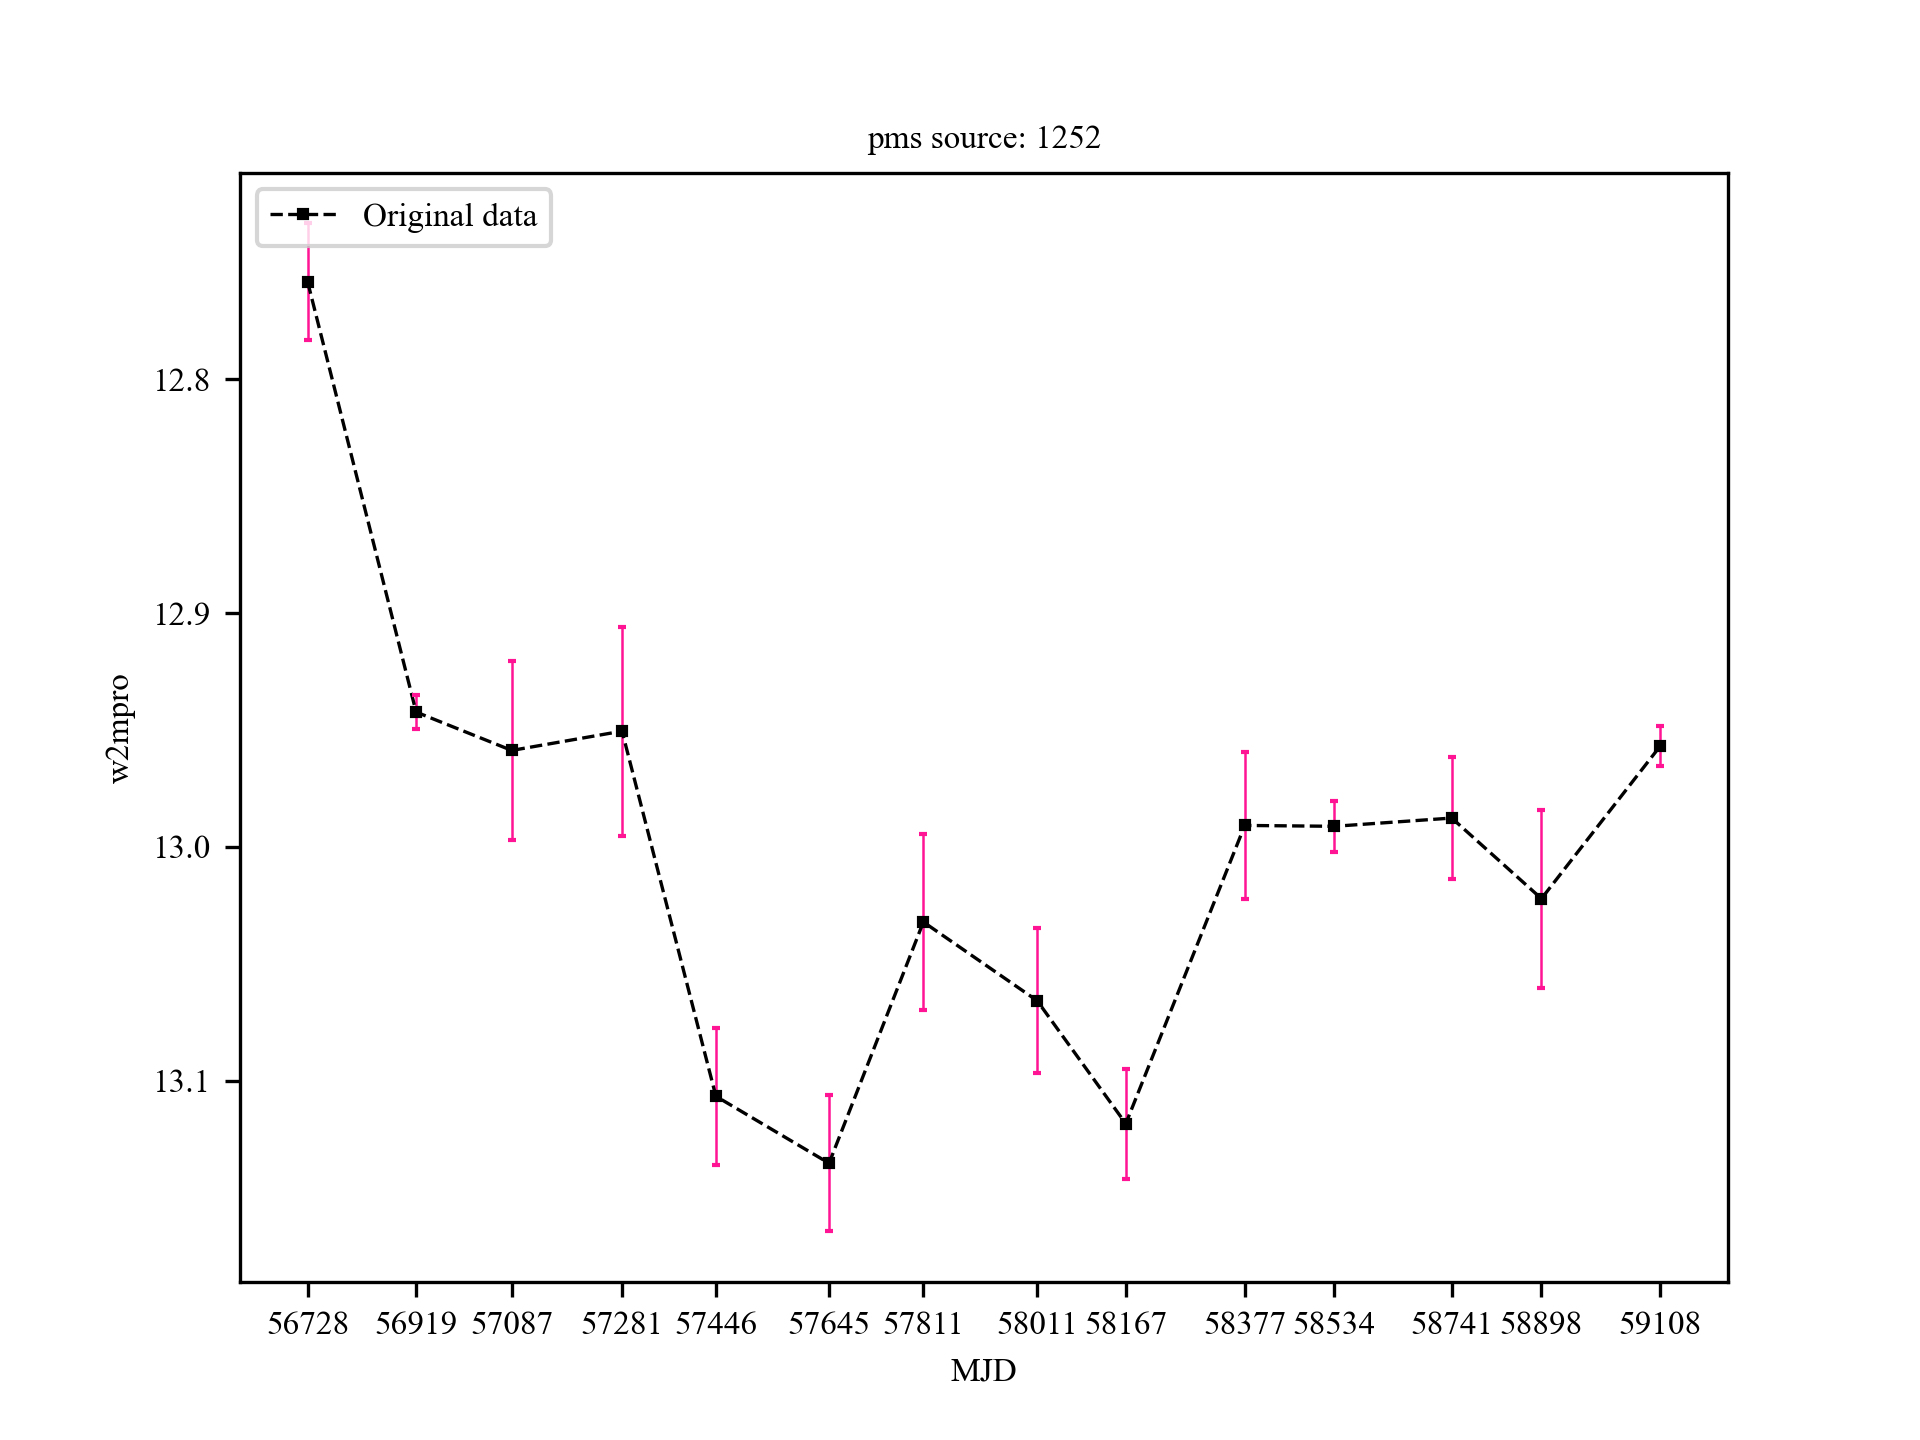 pms source: 1252
Original data
12.8
12.9
13.0
13.1
w2mpro
56728 56919 57087 57281 57446 57645 57811 58011 58167 58377 58534 58741 58898 59108
MJD